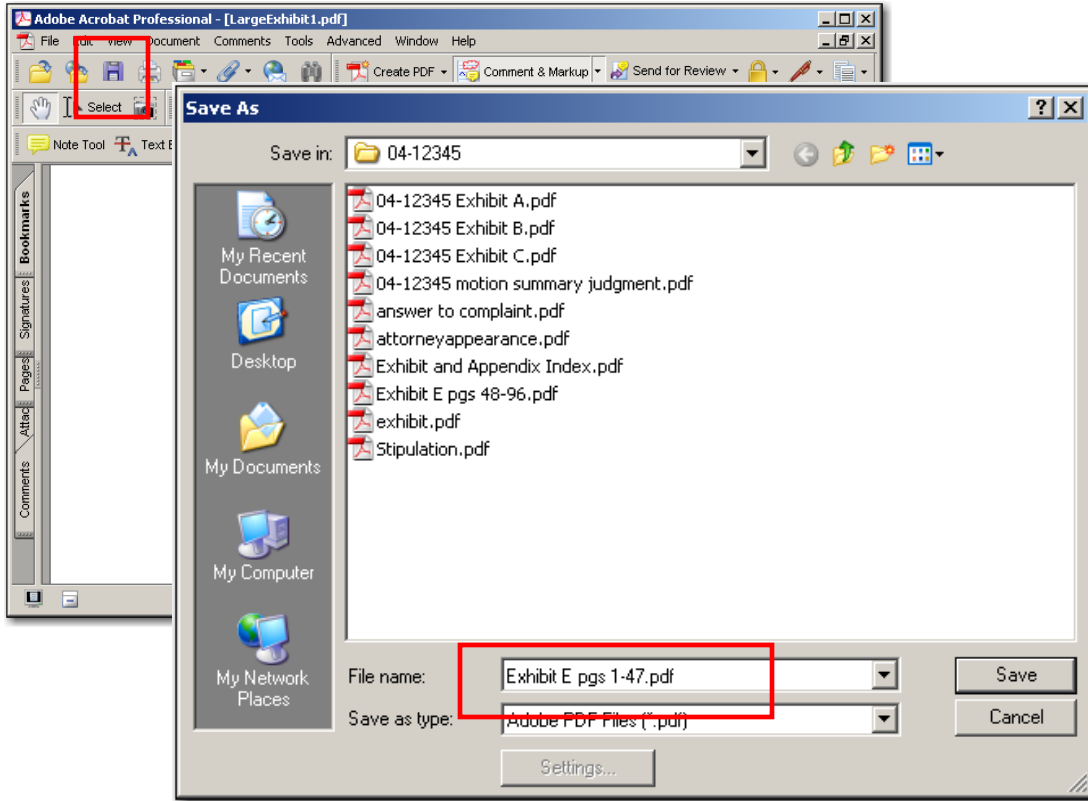 Adobe Acrobat Professional - [LargeExhibit1.pdf]
File Edit View Document Comments Tools Advanced Window Help
Create PDF Comment & Markup Send for Review
Select
Note Tool Text E
Bookmarks
Signatures
Pages
Attac
Comments
Save As
Save in: 04-12345
My Recent
Documents
Desktop
My Documents
My Computer
My Network
Places
04-12345 Exhibit A.pdf
04-12345 Exhibit B.pdf
04-12345 Exhibit C.pdf
04-12345 motion summary judgment.pdf
answer to complaint.pdf
attorneyappearance.pdf
Exhibit and Appendix Index.pdf
Exhibit E pgs 48-96.pdf
exhibit.pdf
Stipulation.pdf
File name: Exhibit E pgs 1-47.pdf Save
Save as type: Adobe PDF Files (*.pdf) Cancel
Settings...